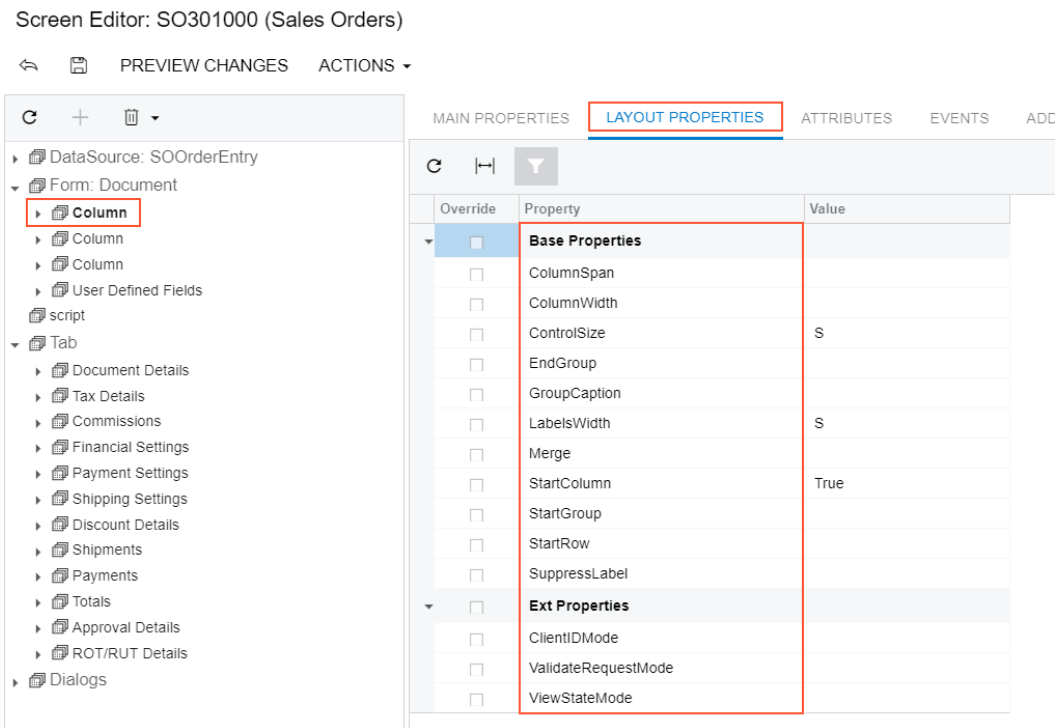 Screen Editor: SO301000 (Sales Orders)
PREVIEW CHANGES ACTIONS
DataSource: SOOrderEntry
Form: Document
Column
Column
Column
User Defined Fields
script
Tab
Document Details
Tax Details
Commissions
Financial Settings
Payment Settings
Shipping Settings
Discount Details
Shipments
Payments
Totals
Approval Details
ROT/RUT Details
Dialogs
MAIN PROPERTIES LAYOUT PROPERTIES ATTRIBUTES EVENTS ADD
Override Property Value
Base Properties
ColumnSpan
ColumnWidth
ControlSize S
EndGroup
GroupCaption
LabelsWidth S
Merge
StartColumn True
StartGroup
StartRow
SuppressLabel
Ext Properties
ClientIDMode
ValidateRequestMode
ViewStateMode